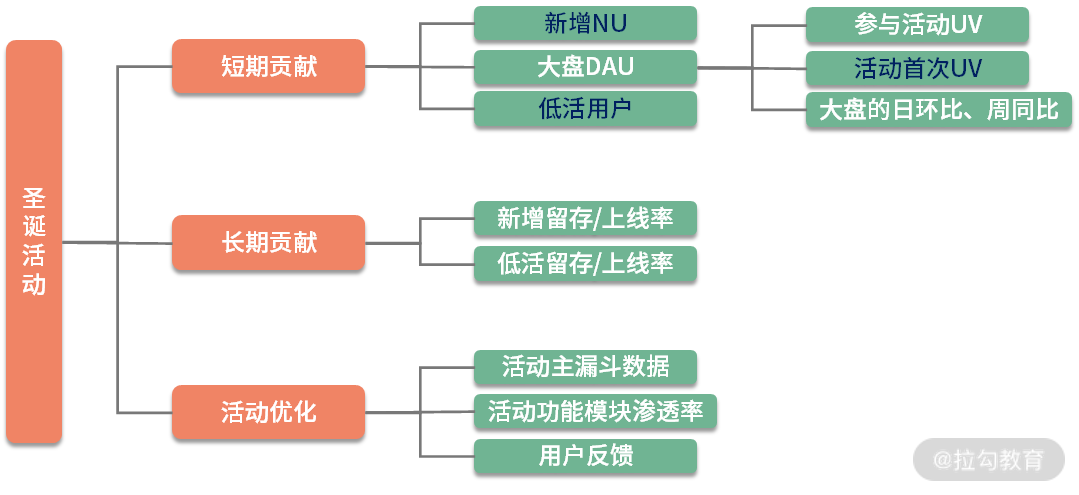 圣诞活动
短期贡献
新增NU
大盘DAU
低活用户
参与活动UV
活动首次UV
大盘的日环比、周同比
长期贡献
新增留存/上线率
低活留存/上线率
活动优化
活动主漏斗数据
活动功能模块渗透率
用户反馈
@拉勾教育